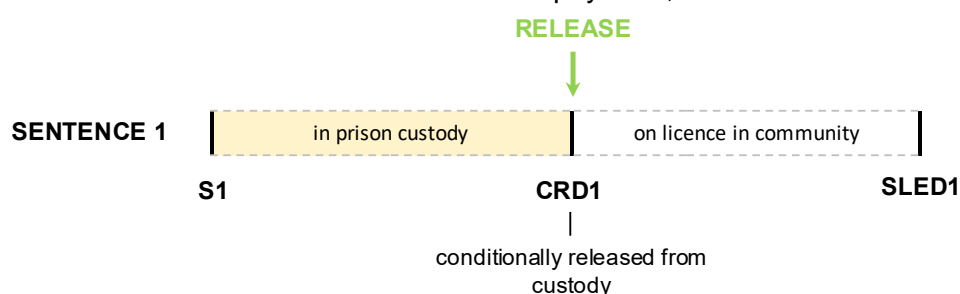 RELEASE
SENTENCE 1
in prison custody
on licence in community
S1
CRD1
SLED1
conditionally released from
custody